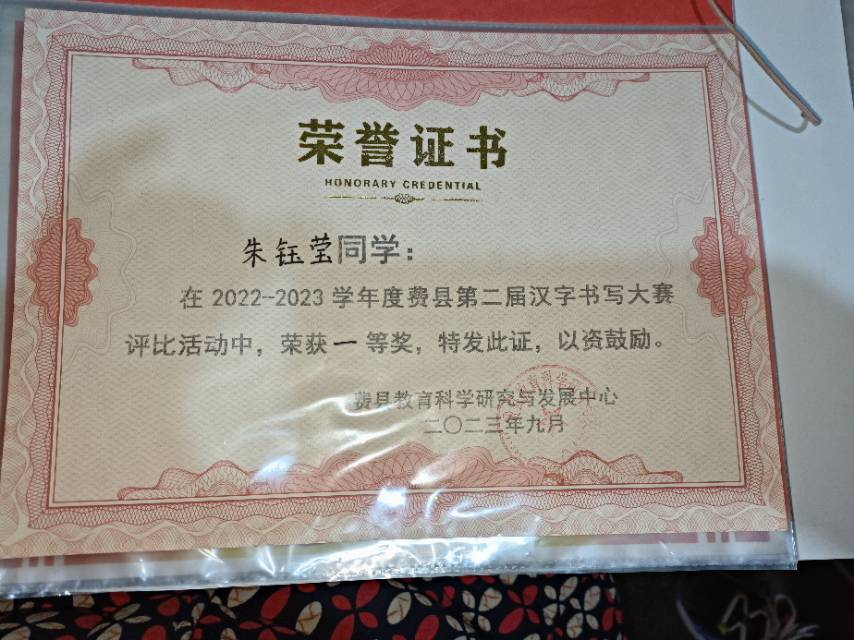 荣誉证书
HONORARY CREDENTIAL
朱钰莹同学：
在 2022-2023 学年度费县第二届汉字书写大赛
评比活动中，荣获一等奖，特发此证，以资鼓励。
费县教育科学研究与发展中心
二〇二三年九月